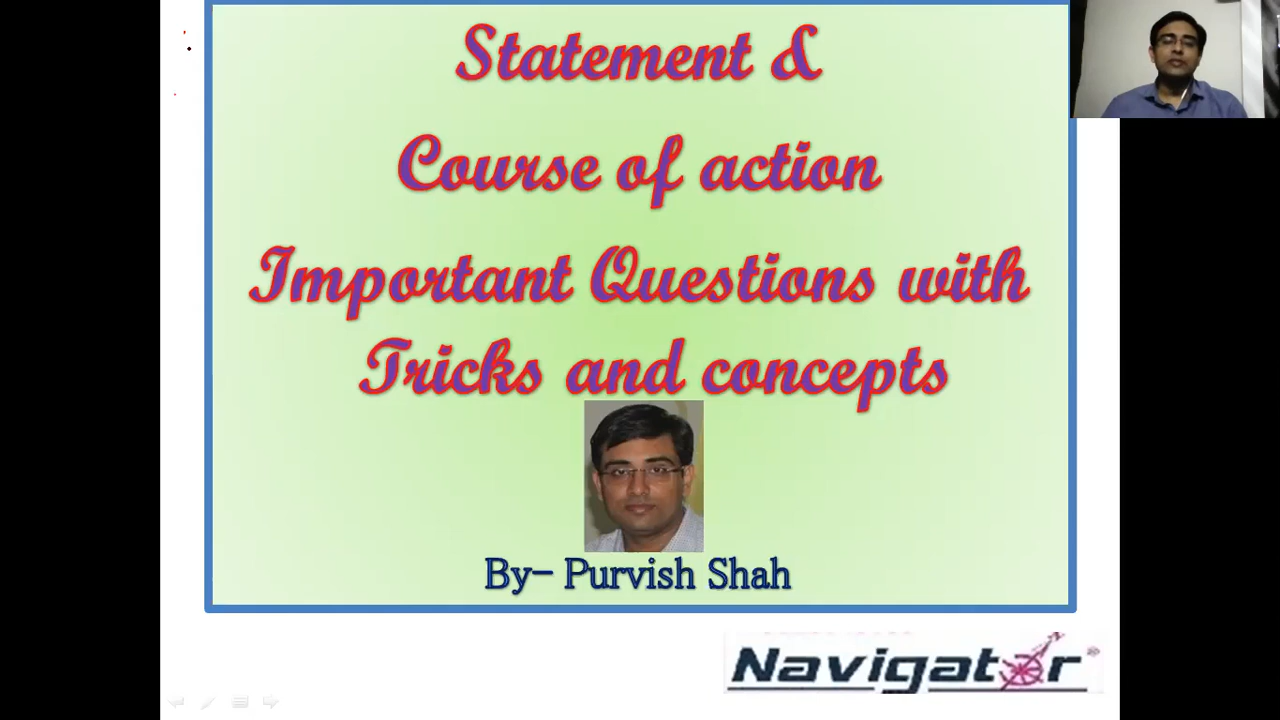 Statement &
Course of action
Important Questions with
Tricks and concepts
By- Purvish Shah
Navigator